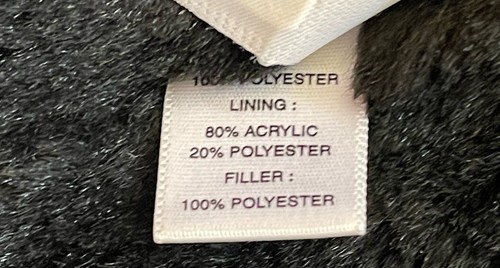 POLYESTER
LINING :
80% ACRYLIC
20% POLYESTER
FILLER :
100% POLYESTER